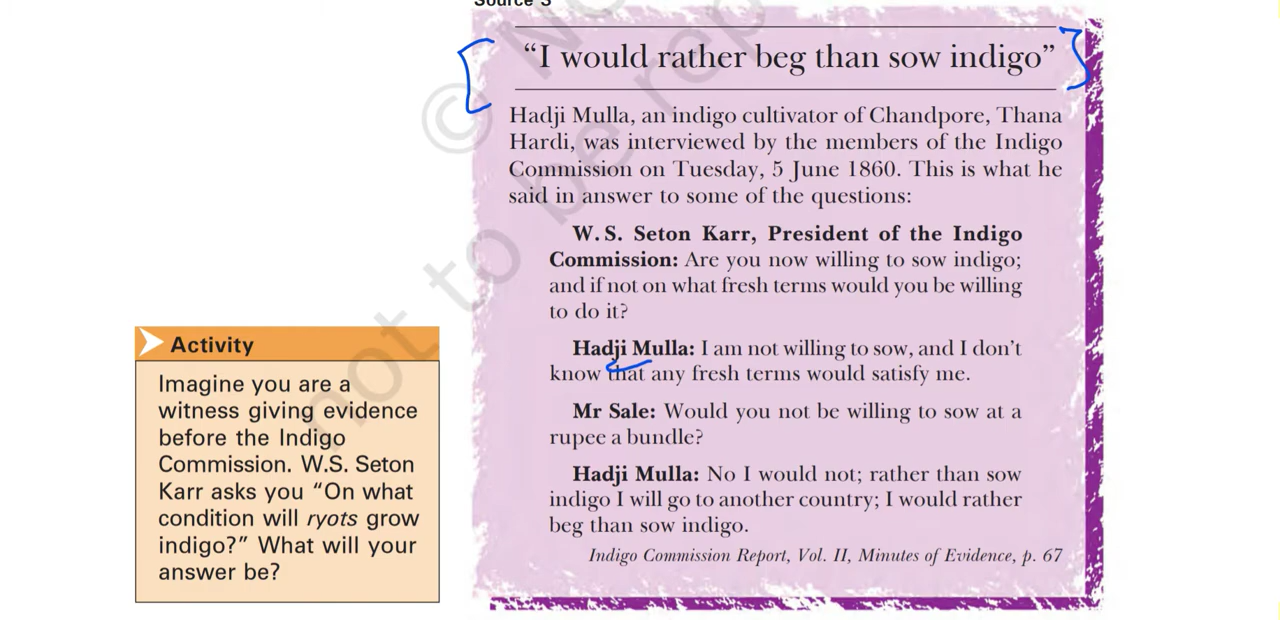 Source 3
“I would rather beg than sow indigo”
Hadji Mulla, an indigo cultivator of Chandpore, Thana
Hardi, was interviewed by the members of the Indigo
Commission on Tuesday, 5 June 1860. This is what he
said in answer to some of the questions:
W. S. Seton Karr, President of the Indigo
Commission: Are you now willing to sow indigo;
and if not on what fresh terms would you be willing
to do it?
Hadji Mulla: I am not willing to sow, and I don’t
know that any fresh terms would satisfy me.
Mr Sale: Would you not be willing to sow at a
rupee a bundle?
Hadji Mulla: No I would not; rather than sow
indigo I will go to another country; I would rather
beg than sow indigo.
Indigo Commission Report, Vol. II, Minutes of Evidence, p. 67
Activity
Imagine you are a
witness giving evidence
before the Indigo
Commission. W.S. Seton
Karr asks you “On what
condition will ryots grow
indigo?” What will your
answer be?
not to be rep